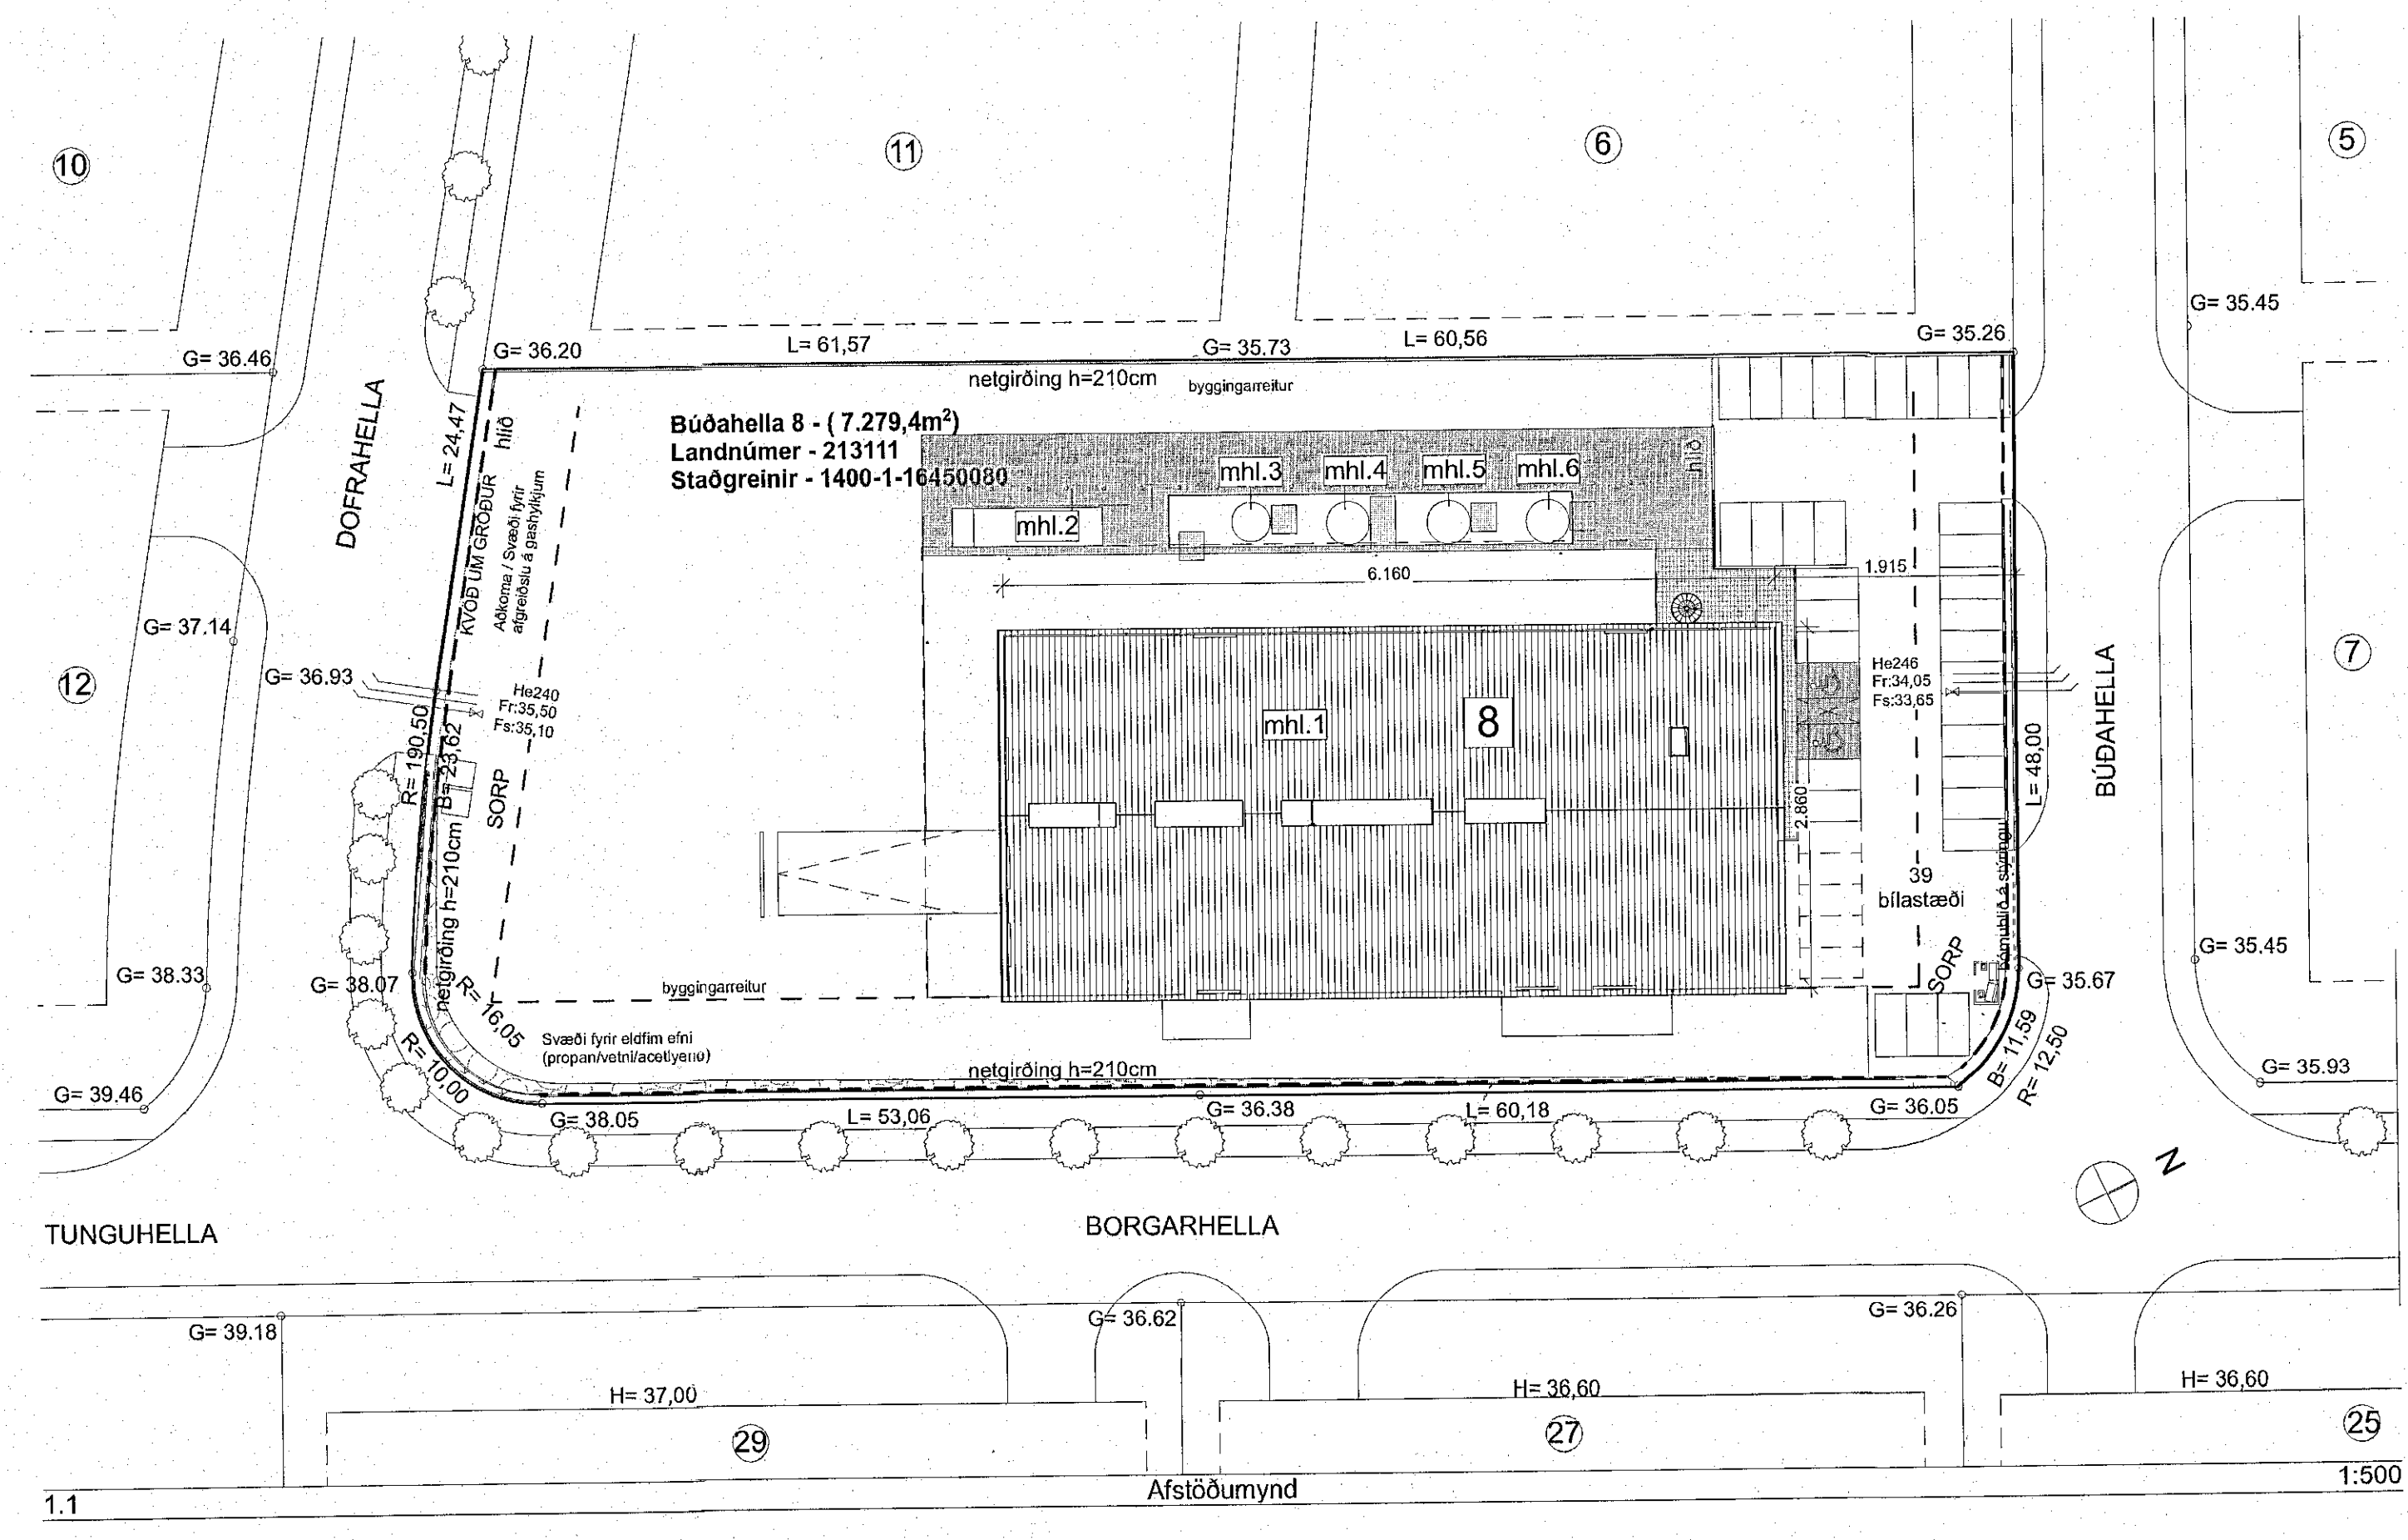 10
11
6
5
G= 35.45
G= 36.46
G= 36.20
L= 61,57
G= 35.73
L= 60,56
G= 35.26
netgirðing h=210cm
byggingarreitur
DOFRAHELLA
L= 24,47
hlið
KVÖÐ UM GRÓÐUR
Aðkoma / Svæði fyrir
afgreiðslu á gashylkjum
Búðahella 8 - ( 7.279,4m²)
Landnúmer - 213111
Staðgreinir - 1400-1-16450080
mhl.2
mhl.3
mhl.4
mhl.5
mhl.6
hlið
6.160
1.915
G= 37.14
12
G= 36.93
He240
Fr:35,50
Fs:35,10
R= 190,50
B= 23,62
SORP
netgirðing h=210cm
mhl.1
8
2.860
He246
Fr:34,05
Fs:33,65
L= 48,00
BÚÐAHELLA
7
39
bílastæði
SORP
á stýringu
G= 38.33
G= 38.07
R= 16,05
R= 10,00
byggingarreitur
Svæði fyrir eldfim efni
(propan/vetni/acetlyeno)
netgirðing h=210cm
G= 35.67
G= 35.45
B= 11,59
R= 12,50
G= 35.93
G= 39.46
G= 38.05
L= 53,06
G= 36.38
L= 60,18
G= 36.05
N
TUNGUHELLA
BORGARHELLA
G= 39.18
G= 36.62
G= 36.26
H= 37,00
H= 36,60
H= 36,60
29
27
25
1.1
Afstöðumynd
1:500